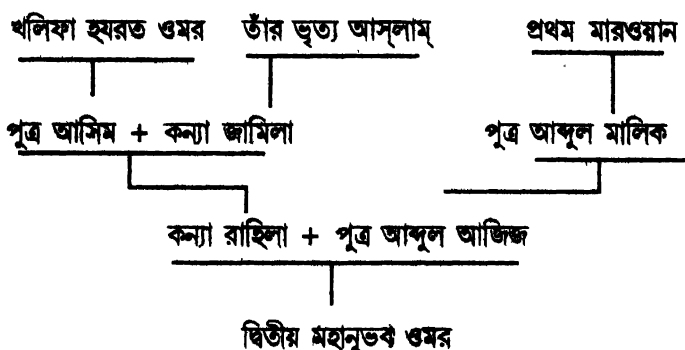 খলিফা হযরত ওমর তাঁর ভৃত্য আস্‌লাম্ প্রথম মারওয়ান
পুত্র আসিম + কন্যা জামিলা পুত্র আব্দুল মালিক
কন্যা রাহিলা + পুত্র আব্দুল আজিজ
দ্বিতীয় মহানুভব ওমর